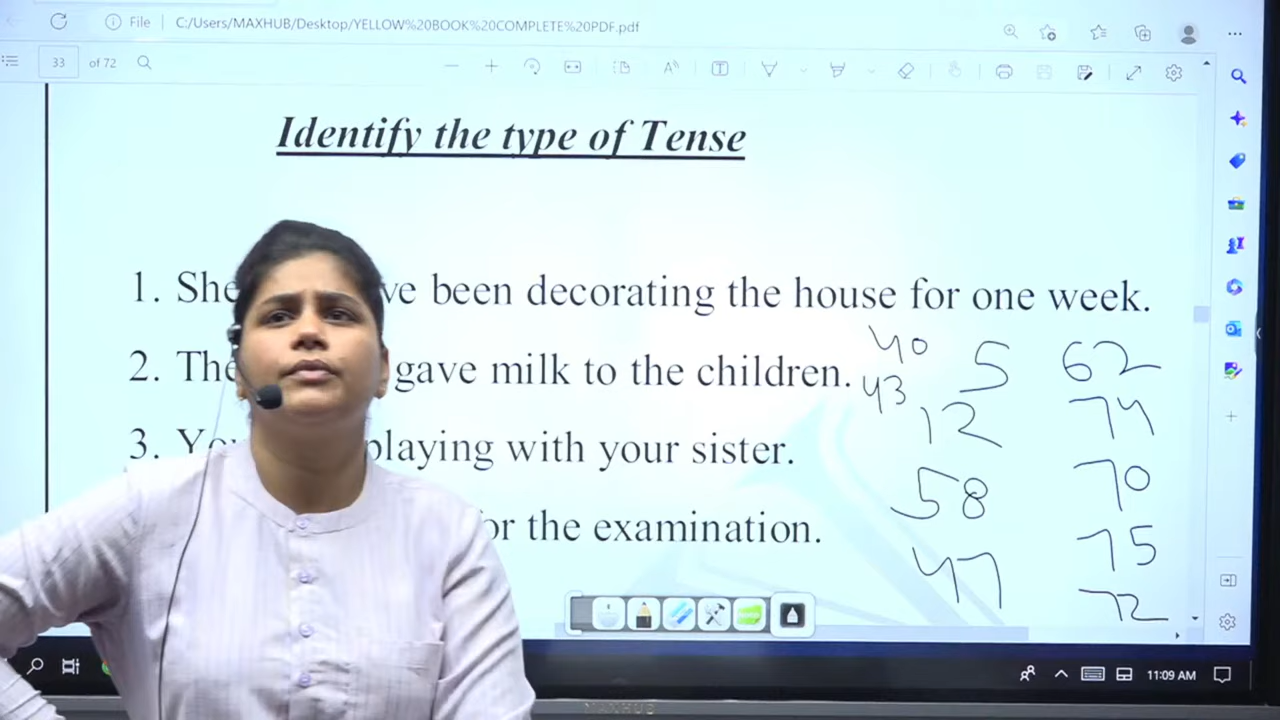 File C:/Users/MAXHUB/Desktop/YELLOW%20BOOK%20COMPLETE%20PDF.pdf
33 of 72
Identify the type of Tense
1. She ve been decorating the house for one week.
2. The gave milk to the children.
3. Yo playing with your sister.
or the examination.
40 5 62
43 12 74
58 70
47 75
72
11:09 AM
MAXHUB